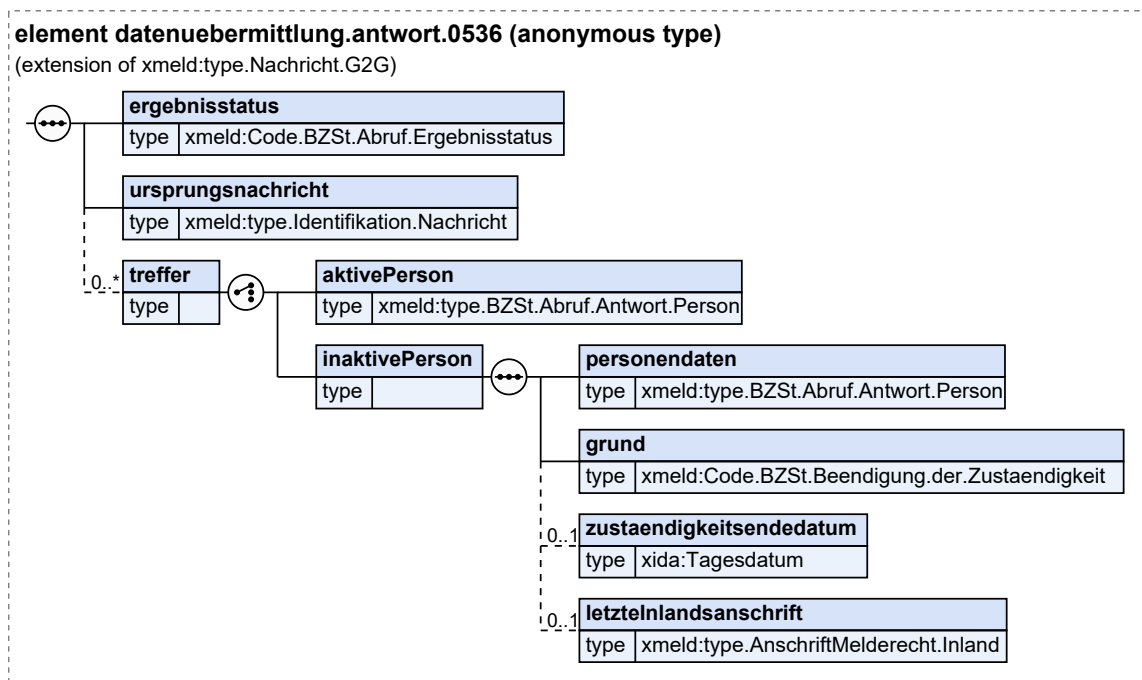 element datenuebermittlung.antwort.0536 (anonymous type)
(extension of xmeld:type.Nachricht.G2G)
ergebnisstatus
type xmeld:Code.BZSt.Abruf.Ergebnisstatus
ursprungsnachricht
type xmeld:type.Identifikation.Nachricht
0..*
treffer
type
aktivePerson
type xmeld:type.BZSt.Abruf.Antwort.Person
inaktivePerson
type
personendaten
type xmeld:type.BZSt.Abruf.Antwort.Person
grund
type xmeld:Code.BZSt.Beendigung.der.Zustaendigkeit
0..1
zustaendigkeitsendedatum
type xida:Tagesdatum
0..1
letzteInlandsanschrift
type xmeld:type.AnschriftMelderecht.Inland